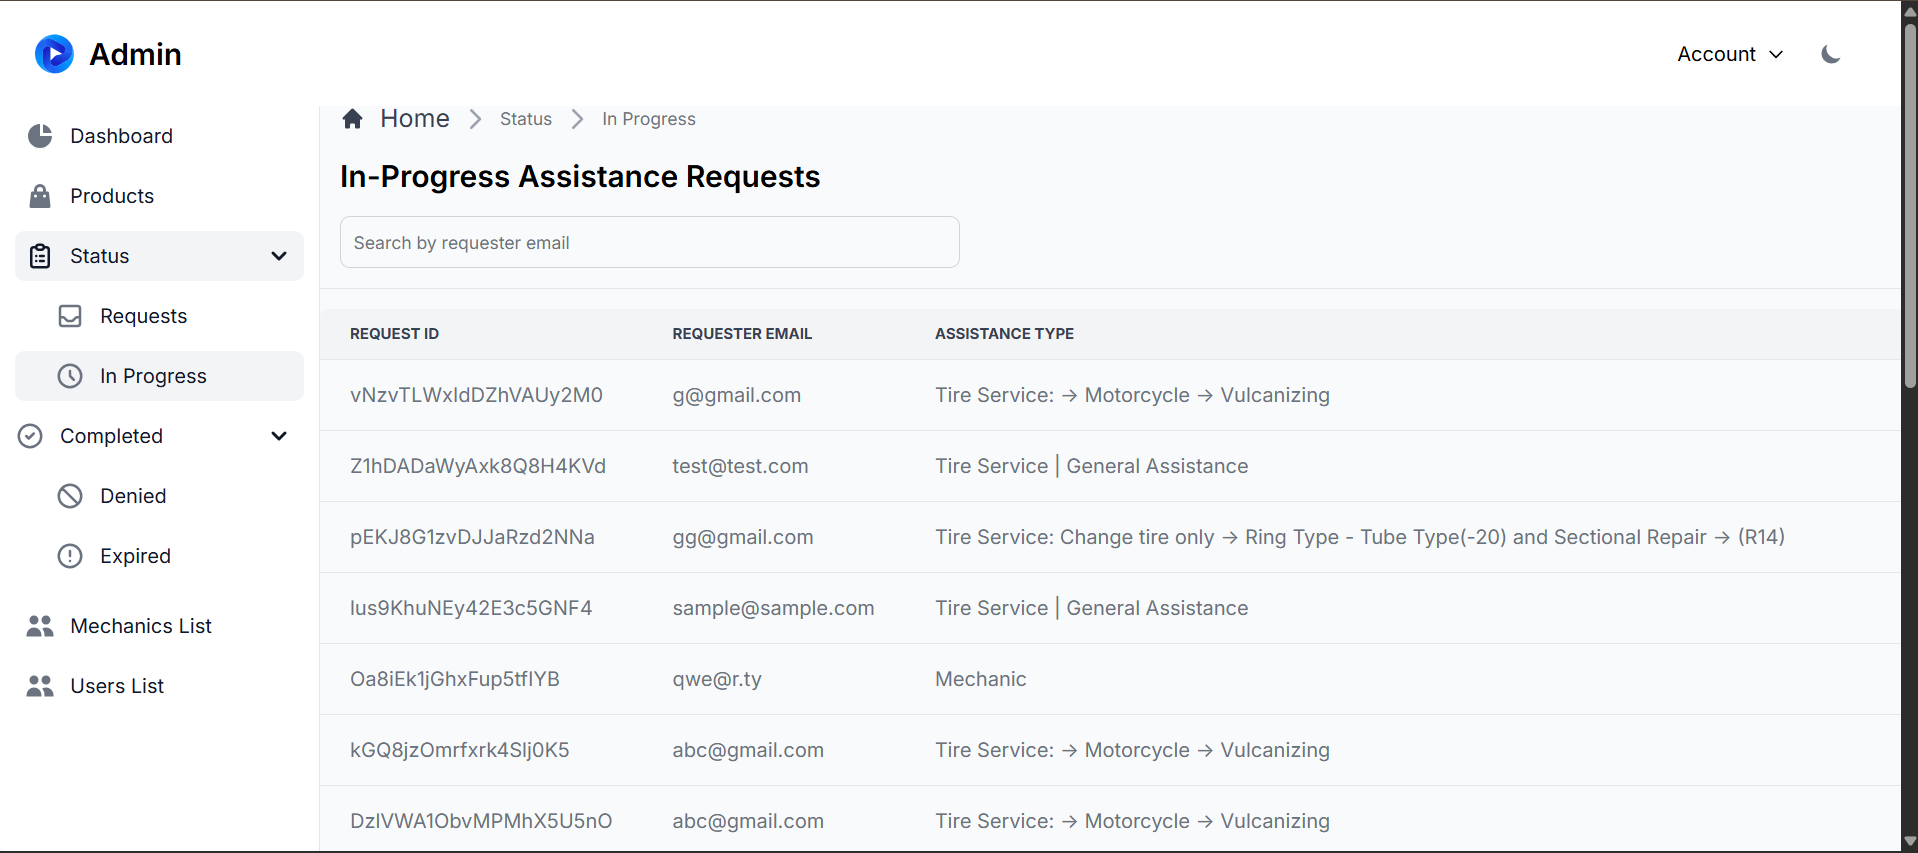 Admin
Account
Dashboard
Products
Status
Requests
In Progress
Completed
Denied
Expired
Mechanics List
Users List
Home > Status > In Progress
In-Progress Assistance Requests
Search by requester email
REQUEST ID REQUESTER EMAIL ASSISTANCE TYPE
vNzvTLWxIdDZhVAUy2M0 g@gmail.com Tire Service: → Motorcycle → Vulcanizing
Z1hDADaWyAxk8Q8H4KVd test@test.com Tire Service | General Assistance
pEKJ8G1zvDJJaRzd2NNa gg@gmail.com Tire Service: Change tire only → Ring Type - Tube Type(-20) and Sectional Repair → (R14)
Ius9KhuNEy42E3c5GNF4 sample@sample.com Tire Service | General Assistance
Oa8iEk1jGhxFup5tfIYB qwe@r.ty Mechanic
kGQ8jzOmrfxrk4Slj0K5 abc@gmail.com Tire Service: → Motorcycle → Vulcanizing
DzIVWA1ObvMPMhX5U5nO abc@gmail.com Tire Service: → Motorcycle → Vulcanizing